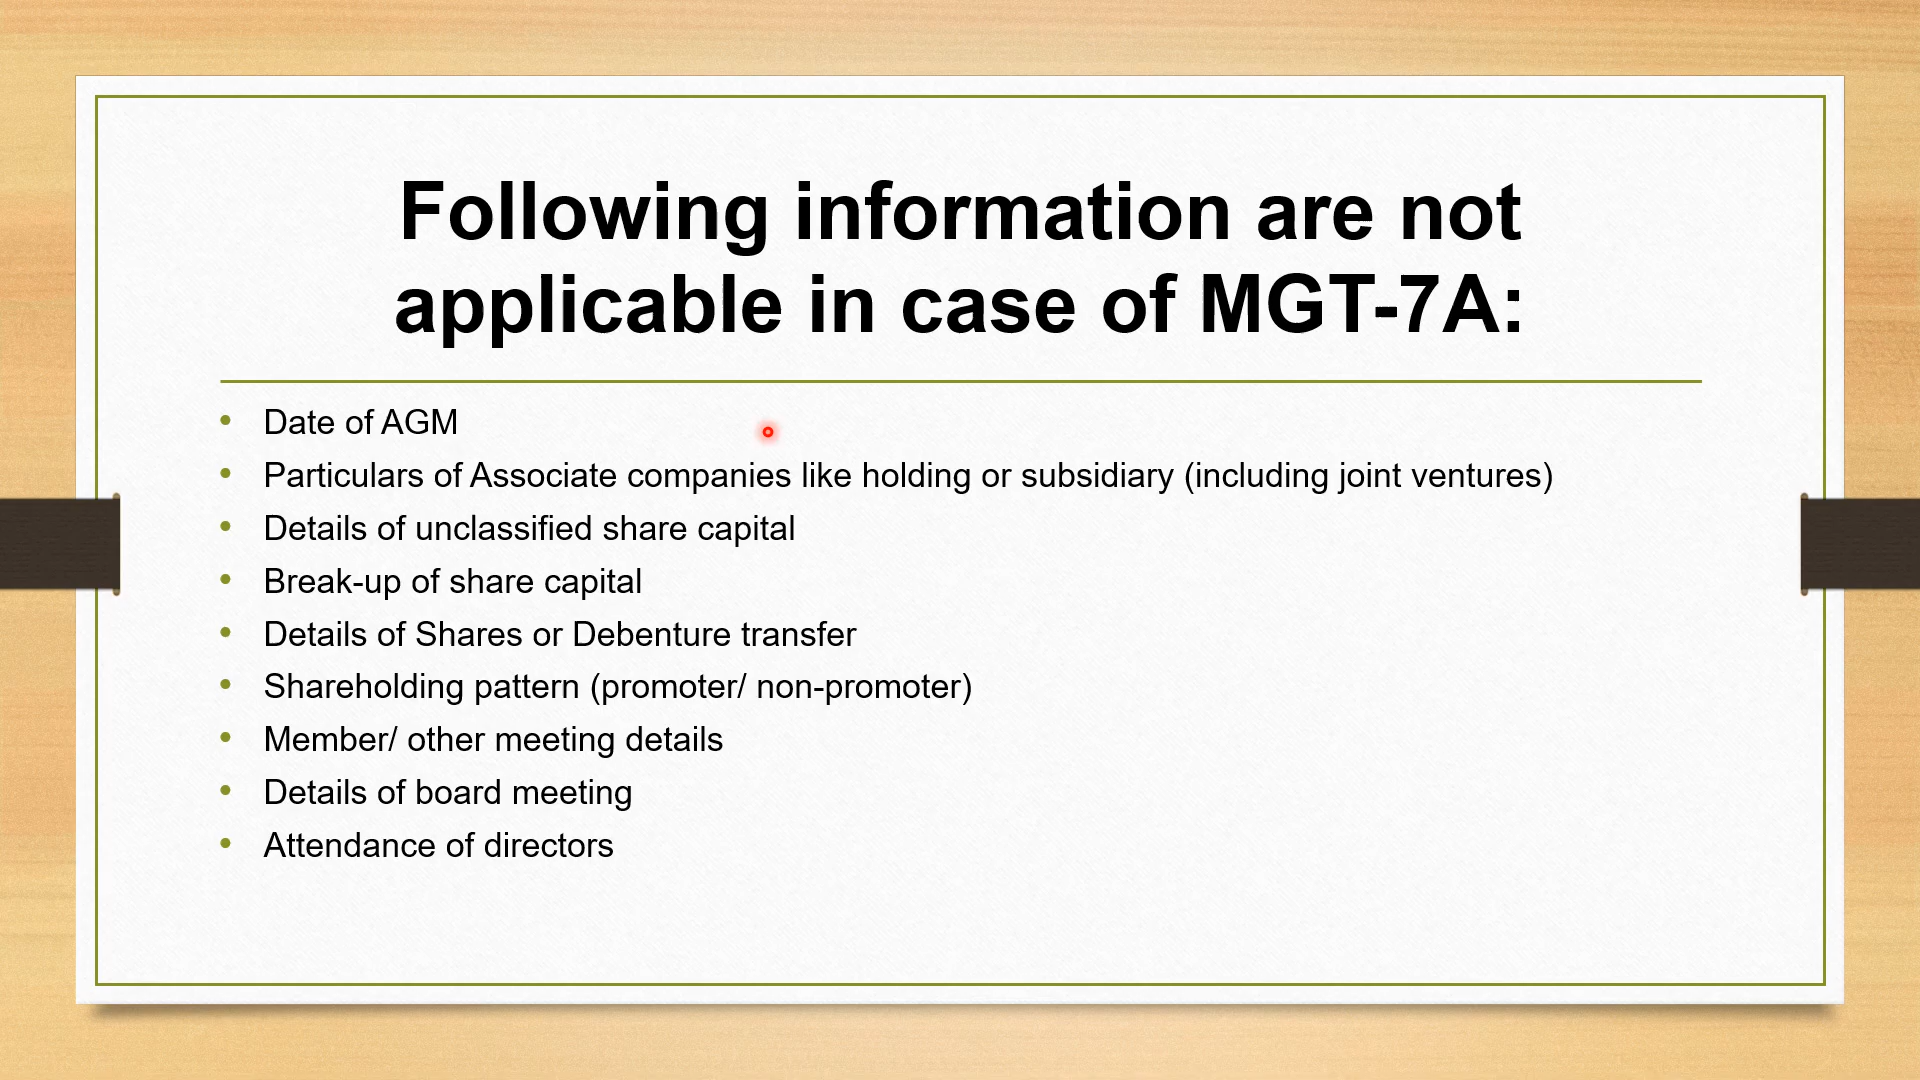 Following information are not
applicable in case of MGT-7A:
• Date of AGM
• Particulars of Associate companies like holding or subsidiary (including joint ventures)
• Details of unclassified share capital
• Break-up of share capital
• Details of Shares or Debenture transfer
• Shareholding pattern (promoter/ non-promoter)
• Member/ other meeting details
• Details of board meeting
• Attendance of directors